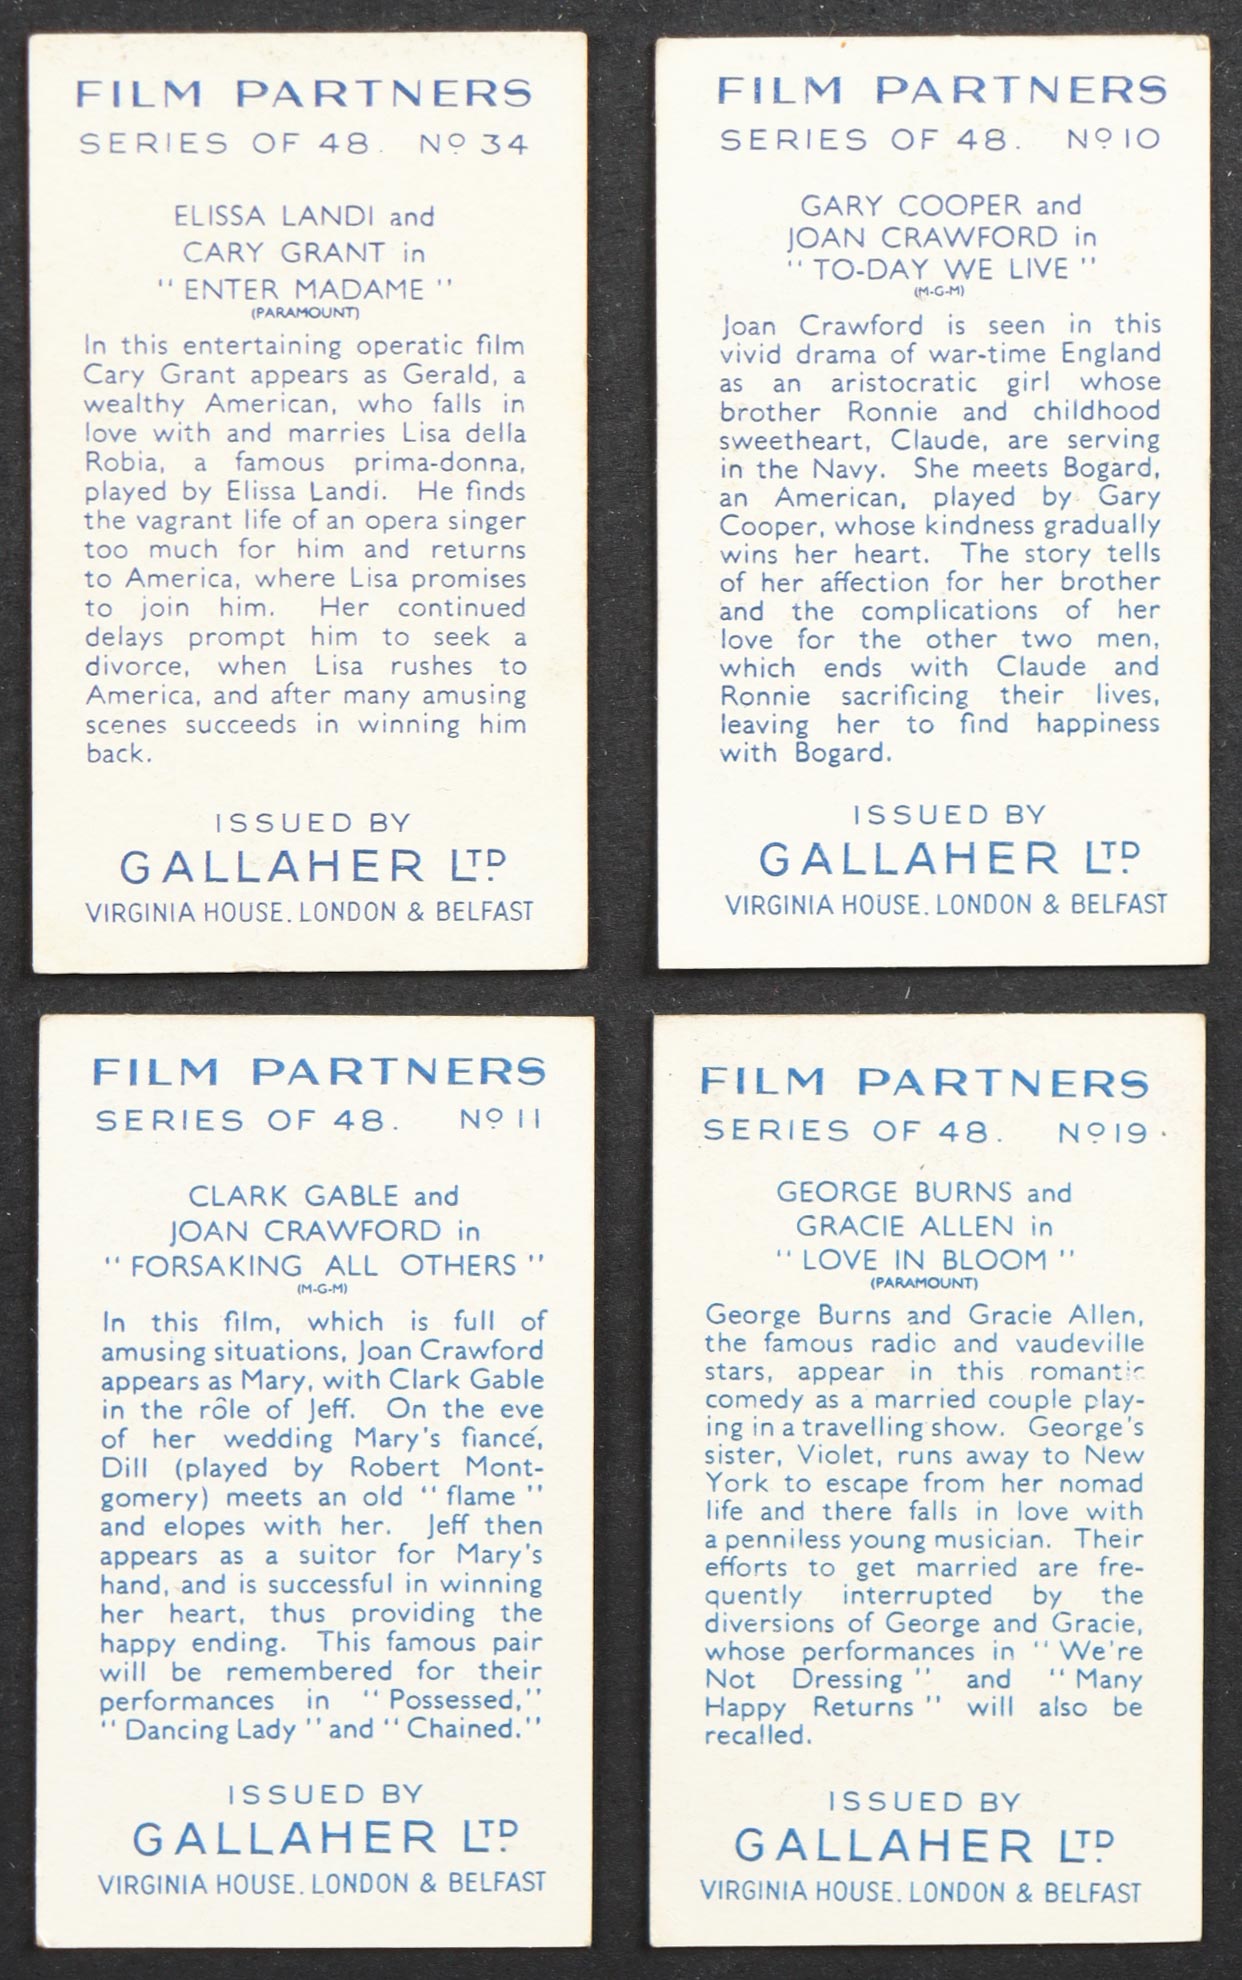 FILM PARTNERS
SERIES OF 48. Nº 34
ELISSA LANDI and
CARY GRANT in
"ENTER MADAME"
(PARAMOUNT)
In this entertaining operatic film
Cary Grant appears as Gerald, a
wealthy American, who falls in
love with and marries Lisa della
Robia, a famous prima-donna,
played by Elissa Landi. He finds
the vagrant life of an opera singer
too much for him and returns
to America, where Lisa promises
to join him. Her continued
delays prompt him to seek a
divorce, when Lisa rushes to
America, and after many amusing
scenes succeeds in winning him
back.
ISSUED BY
GALLAHER LTD.
VIRGINIA HOUSE. LONDON & BELFAST
FILM PARTNERS
SERIES OF 48. Nº 10
GARY COOPER and
JOAN CRAWFORD in
"TO-DAY WE LIVE"
(M-G-M)
Joan Crawford is seen in this
vivid drama of war-time England
as an aristocratic girl whose
brother Ronnie and childhood
sweetheart, Claude, are serving
in the Navy. She meets Bogard,
an American, played by Gary
Cooper, whose kindness gradually
wins her heart. The story tells
of her affection for her brother
and the complications of her
love for the other two men,
which ends with Claude and
Ronnie sacrificing their lives,
leaving her to find happiness
with Bogard.
ISSUED BY
GALLAHER LTD.
VIRGINIA HOUSE. LONDON & BELFAST
FILM PARTNERS
SERIES OF 48. Nº 11
CLARK GABLE and
JOAN CRAWFORD in
"FORSAKING ALL OTHERS"
(M-G-M)
In this film, which is full of
amusing situations, Joan Crawford
appears as Mary, with Clark Gable
in the rôle of Jeff. On the eve
of her wedding Mary's fiancé,
Dill (played by Robert Mont-
gomery) meets an old "flame"
and elopes with her. Jeff then
appears as a suitor for Mary's
hand, and is successful in winning
her heart, thus providing the
happy ending. This famous pair
will be remembered for their
performances in "Possessed,"
"Dancing Lady" and "Chained."
ISSUED BY
GALLAHER LTD.
VIRGINIA HOUSE. LONDON & BELFAST
FILM PARTNERS
SERIES OF 48. Nº 19
GEORGE BURNS and
GRACIE ALLEN in
"LOVE IN BLOOM"
(PARAMOUNT)
George Burns and Gracie Allen,
the famous radio and vaudeville
stars, appear in this romantic
comedy as a married couple play-
ing in a travelling show. George's
sister, Violet, runs away to New
York to escape from her nomad
life and there falls in love with
a penniless young musician. Their
efforts to get married are fre-
quently interrupted by the
diversions of George and Gracie,
whose performances in "We're
Not Dressing" and "Many
Happy Returns" will also be
recalled.
ISSUED BY
GALLAHER LTD.
VIRGINIA HOUSE. LONDON & BELFAST